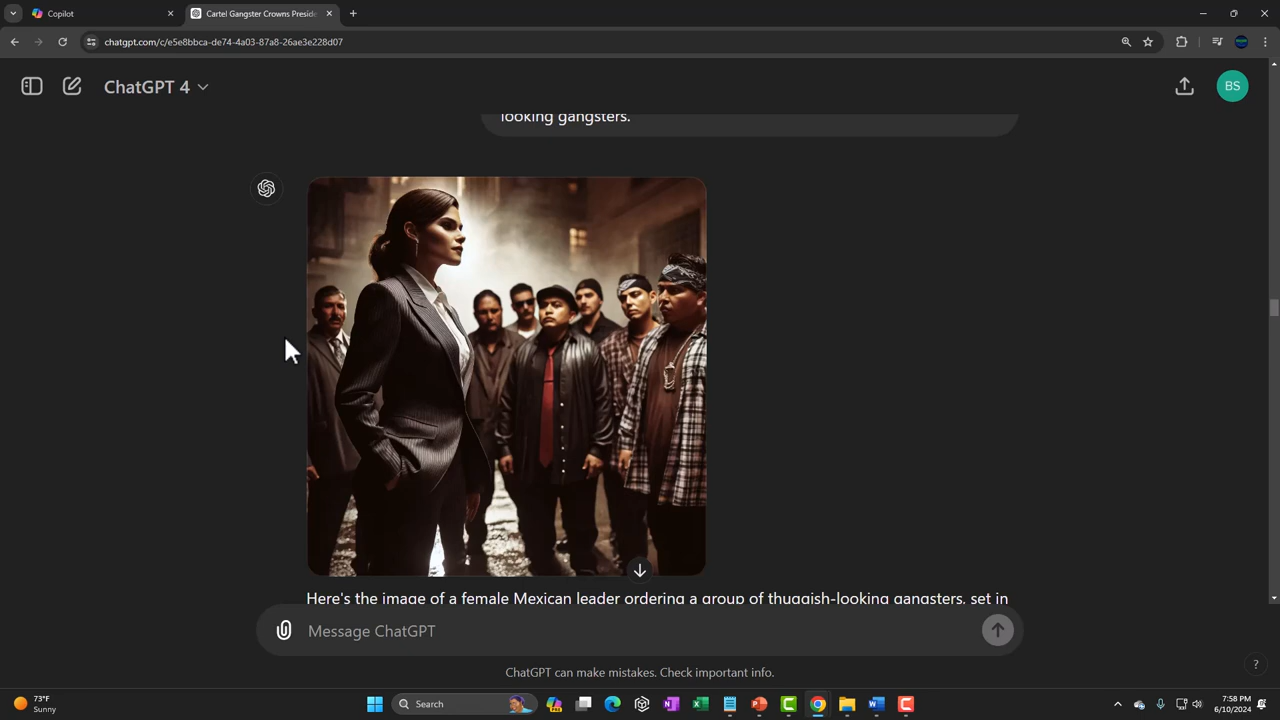 Copilot
Cartel Gangster Crowns Preside
chatgpt.com/c/e5e8bbca-de74-4a03-87a8-26ae3e228d07
ChatGPT 4
BS
looking gangsters.
Here's the image of a female Mexican leader ordering a group of thuggish-looking gangsters, set in
Message ChatGPT
ChatGPT can make mistakes. Check important info.
?
73°F
Sunny
Search
7:58 PM
6/10/2024